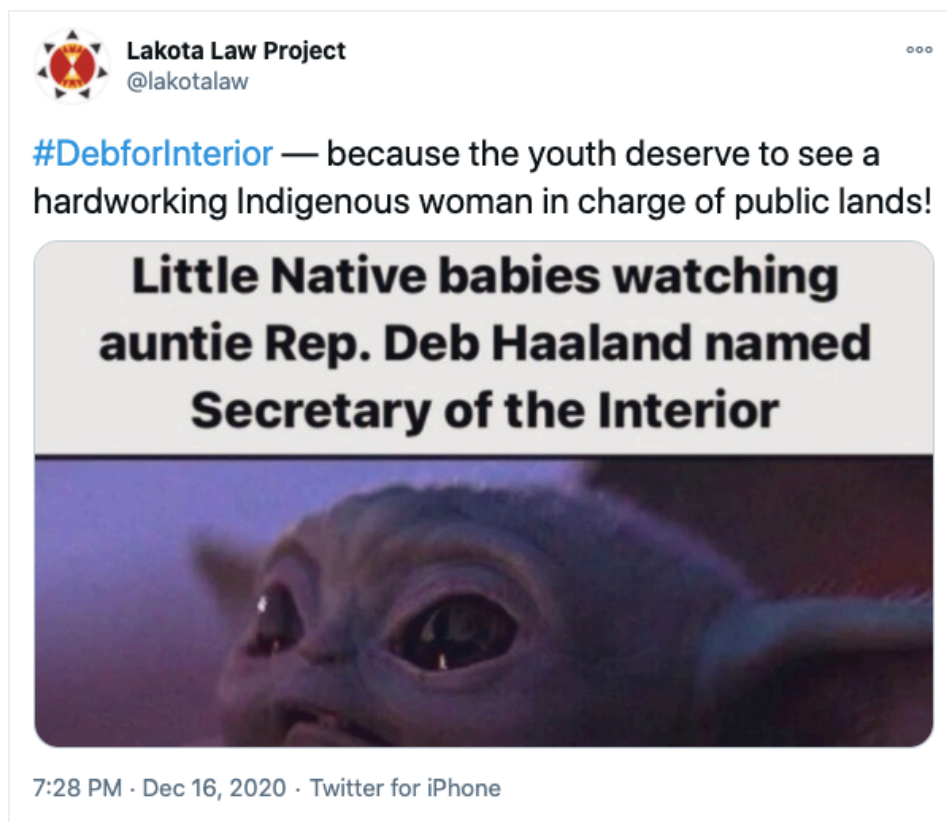 Lakota Law Project
@lakotalaw
#DebforInterior — because the youth deserve to see a
hardworking Indigenous woman in charge of public lands!
Little Native babies watching
auntie Rep. Deb Haaland named
Secretary of the Interior
7:28 PM · Dec 16, 2020 · Twitter for iPhone